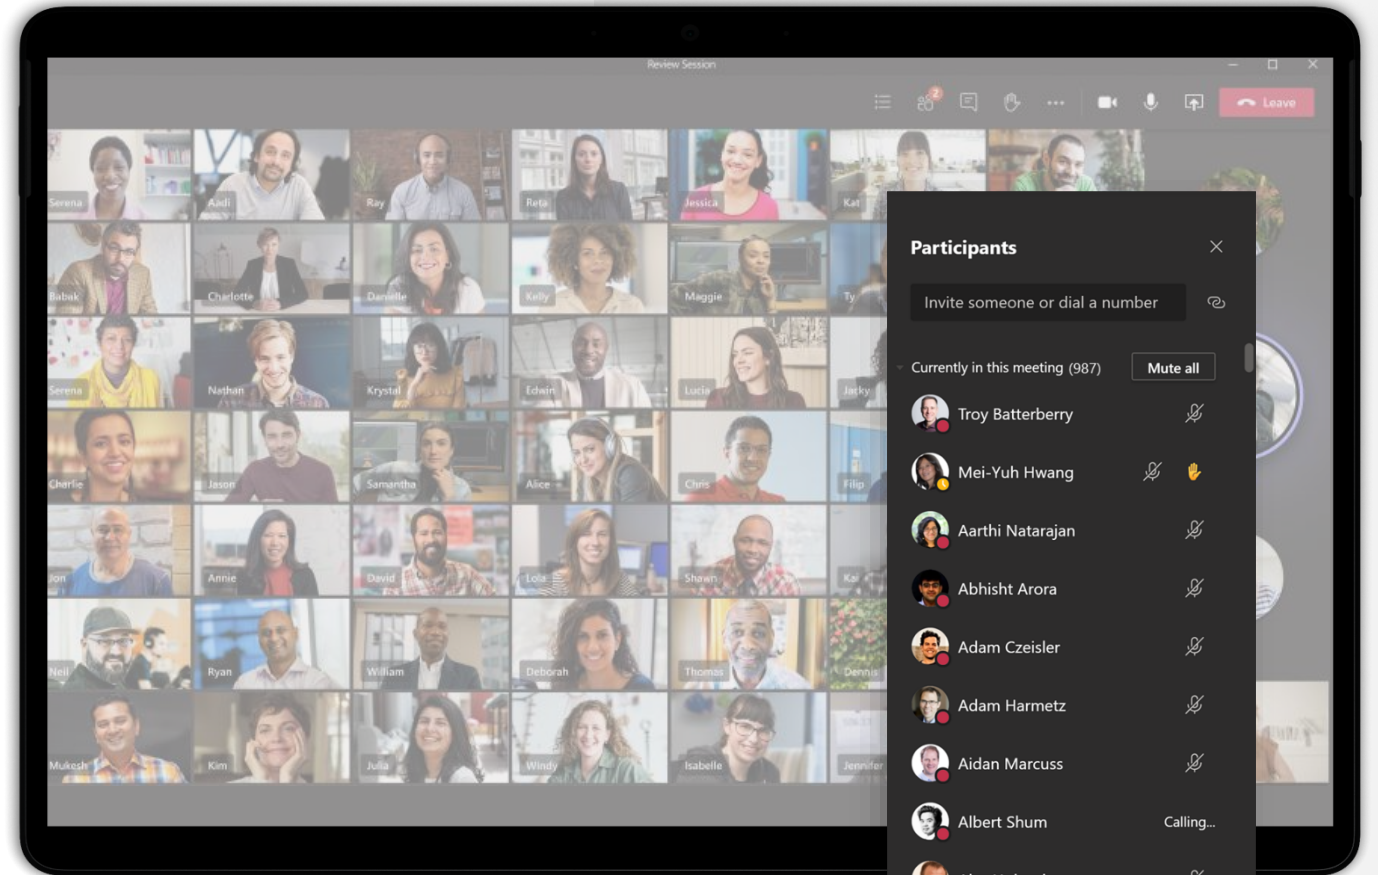 Review Session
2
Leave
Serena
Aadi
Ray
Reta
Jessica
Kat
Babak
Charlotte
Danielle
Kelly
Maggie
Ty
Serena
Nathan
Krystal
Edwin
Lucia
Jacky
Charlie
Jason
Samantha
Alice
Chris
Filip
Jon
Annie
David
Lola
Shawn
Kai
Neil
Ryan
William
Deborah
Thomas
Dennis
Mukesh
Kim
Julia
Windy
Isabelle
Jennifer
Participants
Invite someone or dial a number
Currently in this meeting (987)
Mute all
Troy Batterberry
Mei-Yuh Hwang
Aarthi Natarajan
Abhisht Arora
Adam Czeisler
Adam Harmetz
Aidan Marcuss
Albert Shum
Calling...